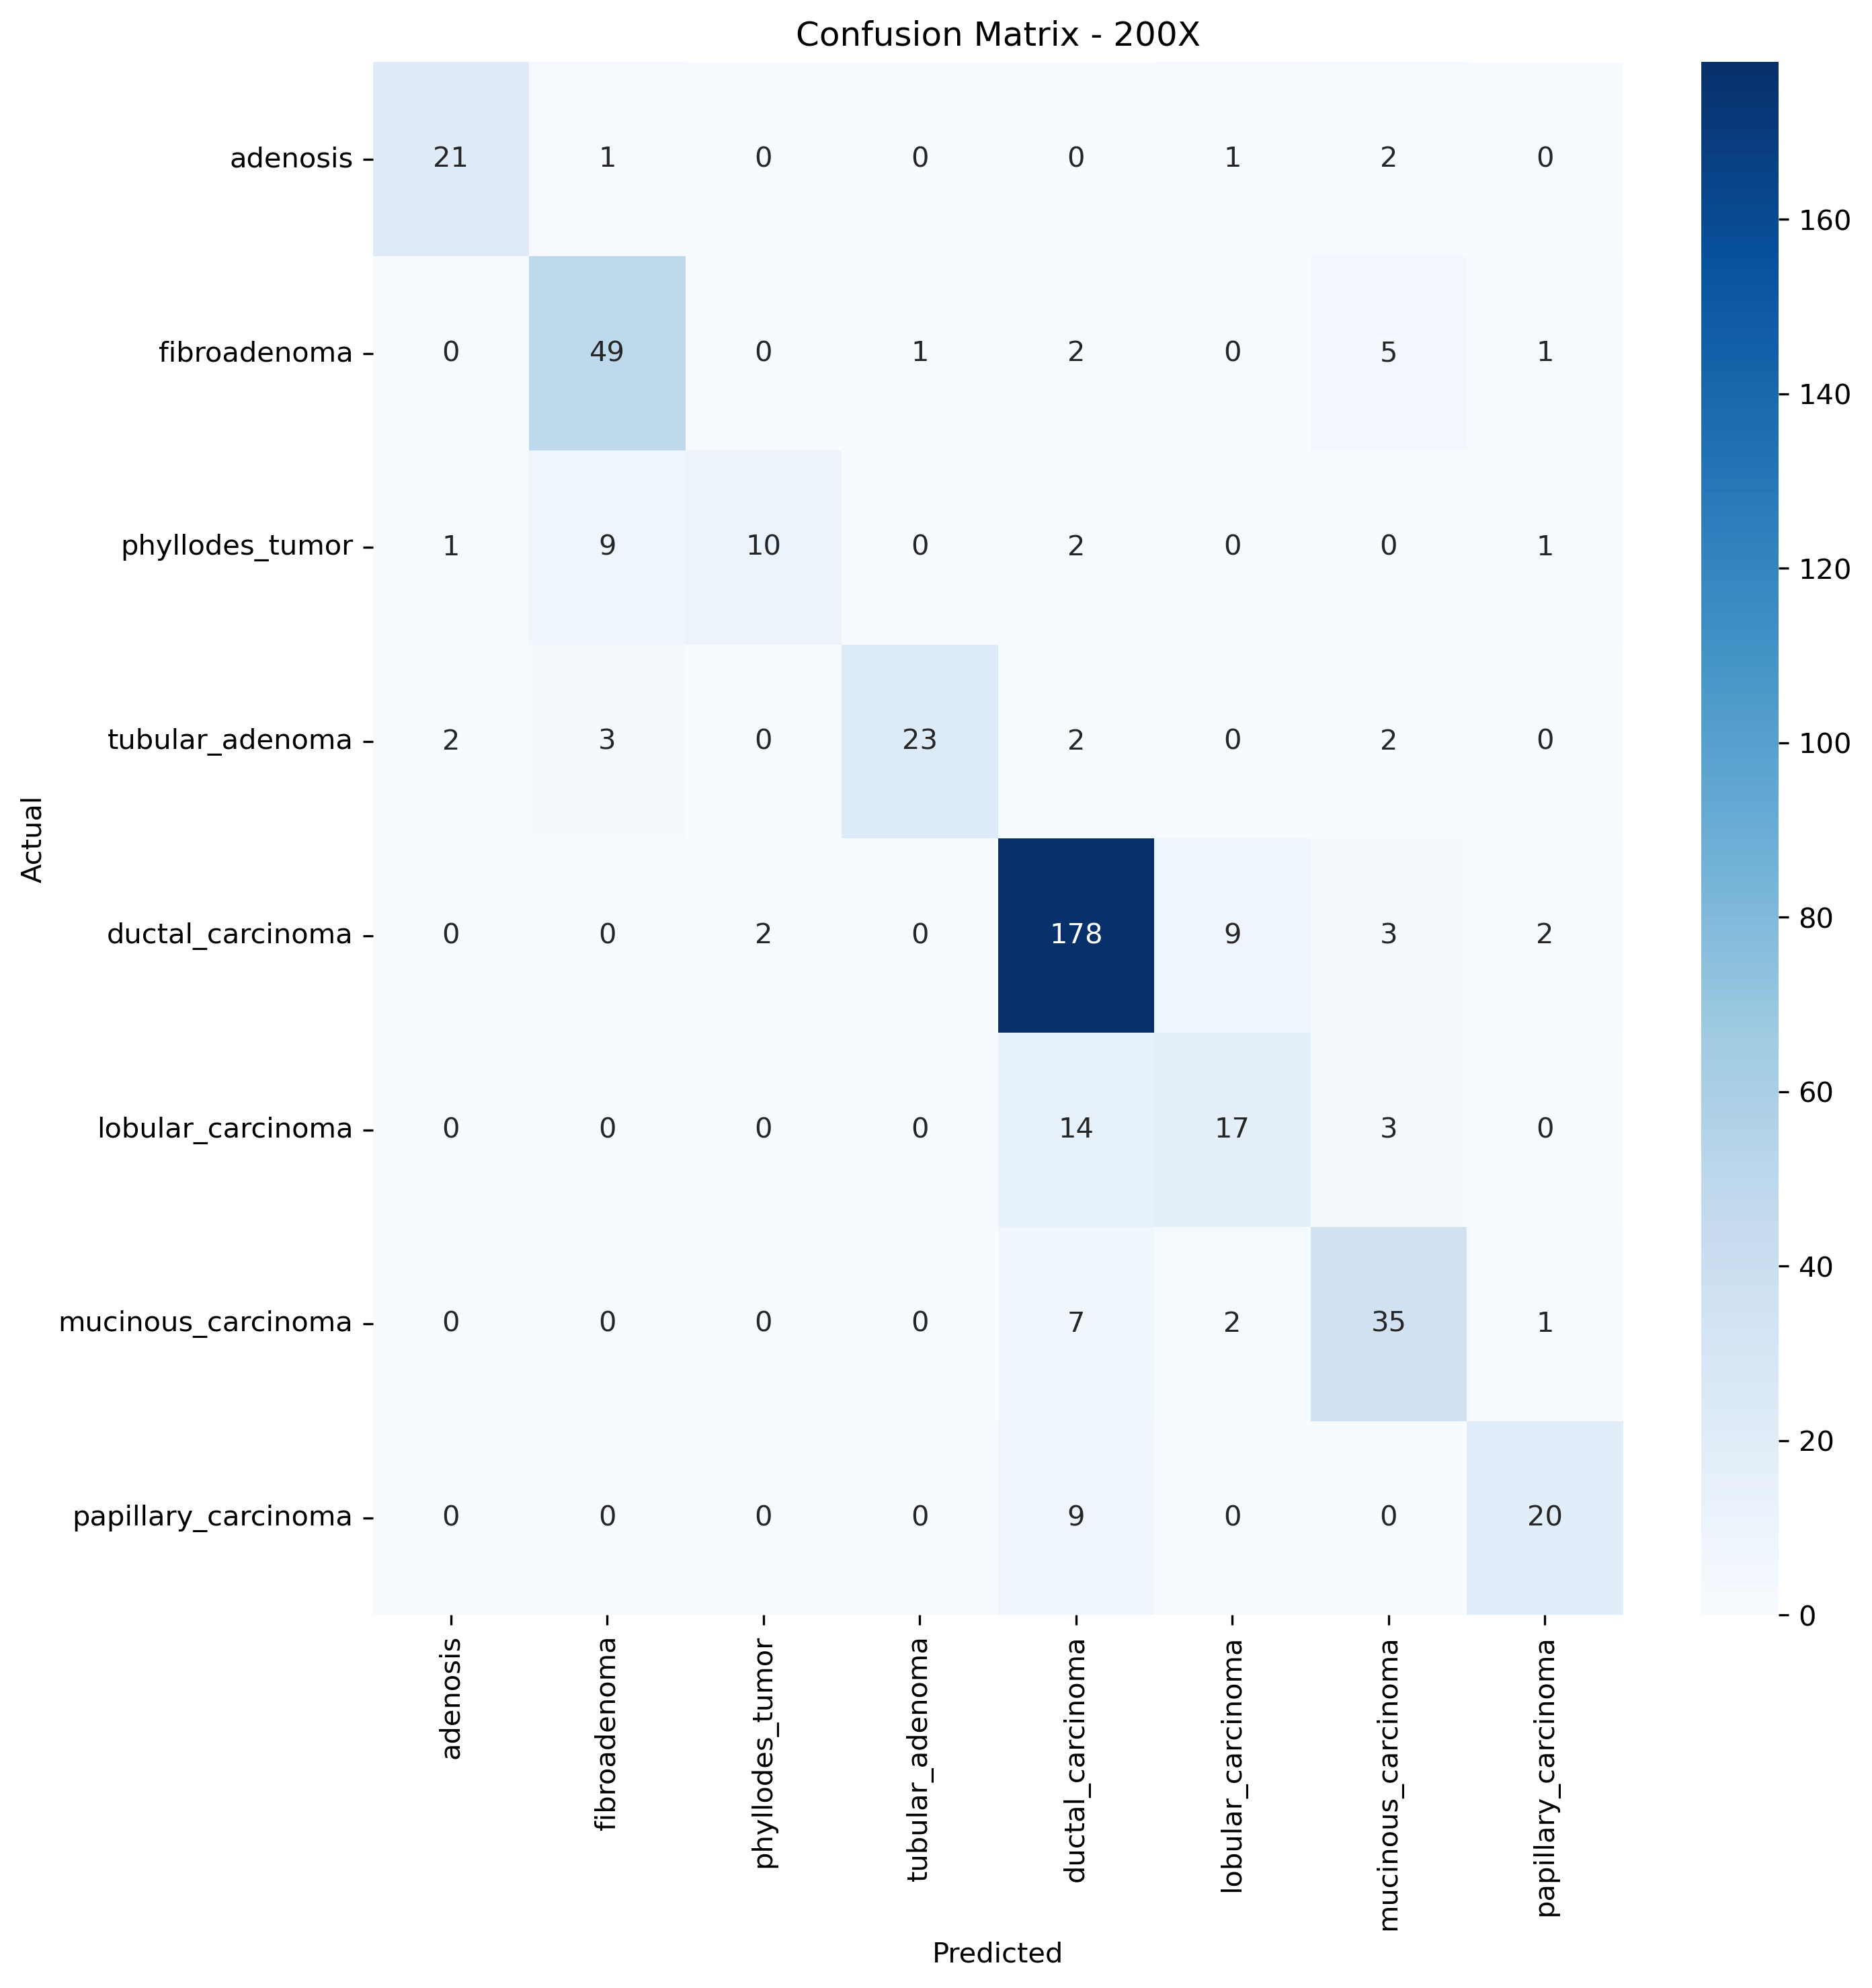 Confusion Matrix - 200X
Actual
adenosis 21 1 0 0 0 1 2 0
fibroadenoma 0 49 0 1 2 0 5 1
phyllodes_tumor 1 9 10 0 2 0 0 1
tubular_adenoma 2 3 0 23 2 0 2 0
ductal_carcinoma 0 0 2 0 178 9 3 2
lobular_carcinoma 0 0 0 0 14 17 3 0
mucinous_carcinoma 0 0 0 0 7 2 35 1
papillary_carcinoma 0 0 0 0 9 0 0 20
adenosis
fibroadenoma
phyllodes_tumor
tubular_adenoma
ductal_carcinoma
lobular_carcinoma
mucinous_carcinoma
papillary_carcinoma
Predicted
160
140
120
100
80
60
40
20
0